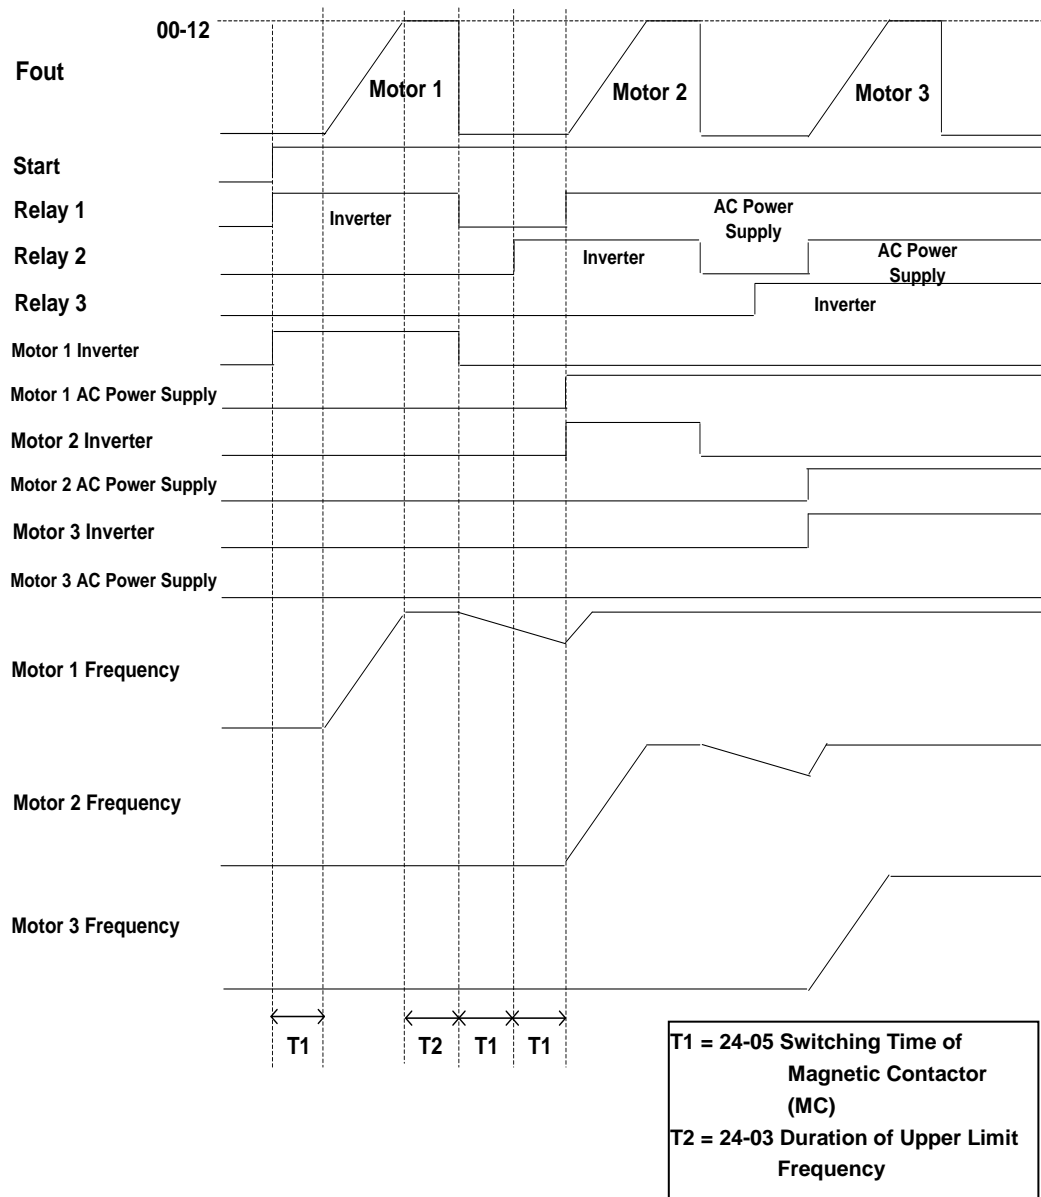 00-12
Fout
Motor 1
Motor 2
Motor 3
Start
Relay 1
Inverter
AC Power
Supply
Relay 2
Inverter
AC Power
Supply
Relay 3
Inverter
Motor 1 Inverter
Motor 1 AC Power Supply
Motor 2 Inverter
Motor 2 AC Power Supply
Motor 3 Inverter
Motor 3 AC Power Supply
Motor 1 Frequency
Motor 2 Frequency
Motor 3 Frequency
T1
T2
T1
T1
T1 = 24-05 Switching Time of
Magnetic Contactor
(MC)
T2 = 24-03 Duration of Upper Limit
Frequency